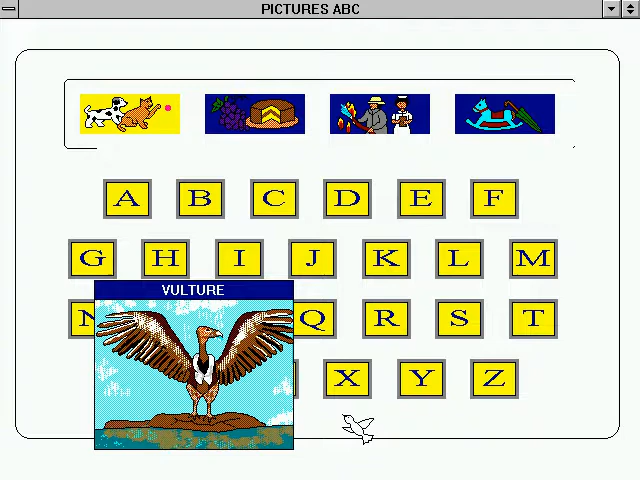 PICTURES ABC
A B C D E F
G H I J K L M
N Q R S T
VULTURE
X Y Z